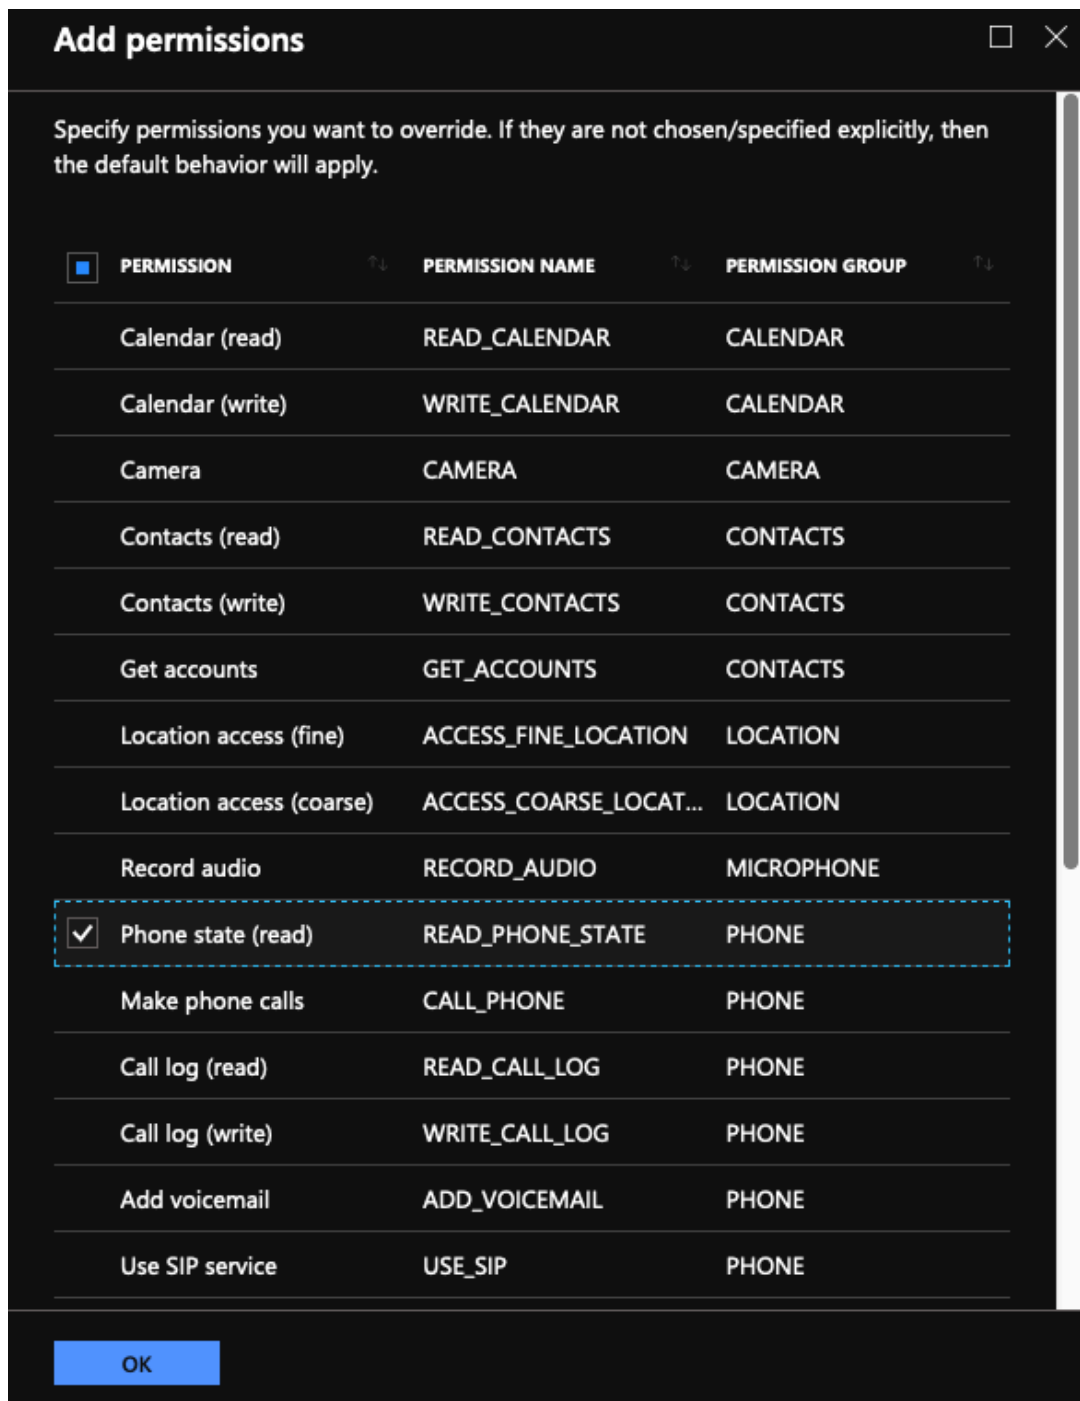 Add permissions
Specify permissions you want to override. If they are not chosen/specified explicitly, then
the default behavior will apply.
PERMISSION PERMISSION NAME PERMISSION GROUP
Calendar (read) READ_CALENDAR CALENDAR
Calendar (write) WRITE_CALENDAR CALENDAR
Camera CAMERA CAMERA
Contacts (read) READ_CONTACTS CONTACTS
Contacts (write) WRITE_CONTACTS CONTACTS
Get accounts GET_ACCOUNTS CONTACTS
Location access (fine) ACCESS_FINE_LOCATION LOCATION
Location access (coarse) ACCESS_COARSE_LOCAT... LOCATION
Record audio RECORD_AUDIO MICROPHONE
Phone state (read) READ_PHONE_STATE PHONE
Make phone calls CALL_PHONE PHONE
Call log (read) READ_CALL_LOG PHONE
Call log (write) WRITE_CALL_LOG PHONE
Add voicemail ADD_VOICEMAIL PHONE
Use SIP service USE_SIP PHONE
OK